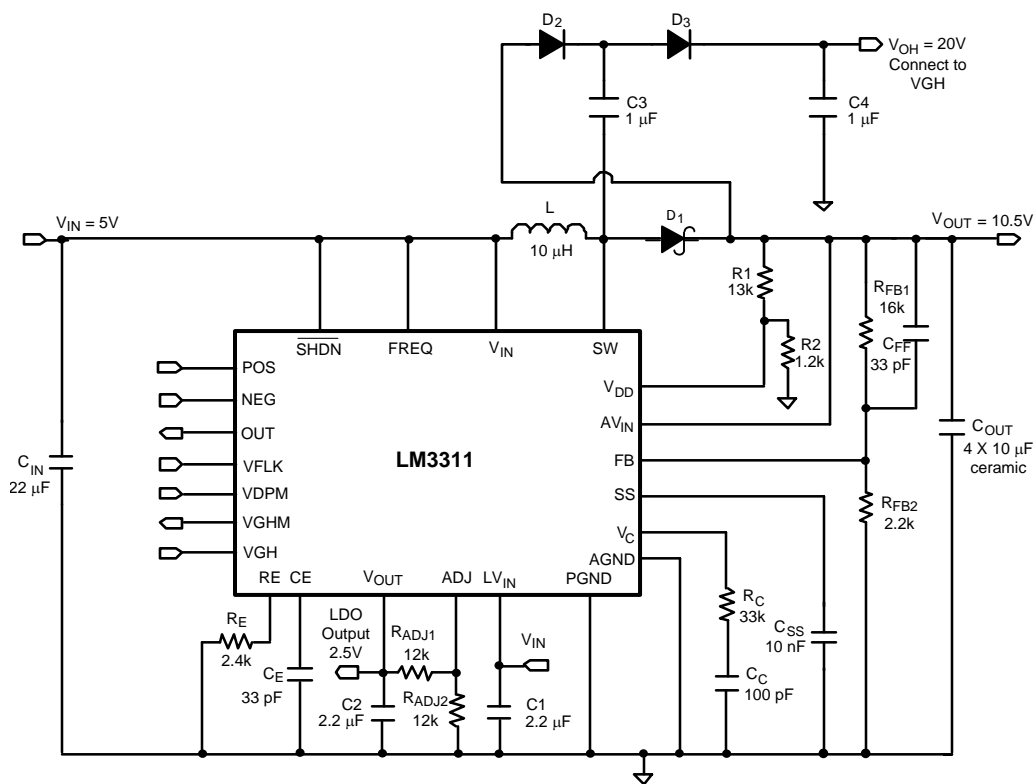 D2
D3
VOH = 20V
Connect to
VGH
C3
1 μF
C4
1 μF
VIN = 5V
L
10 μH
D1
VOUT = 10.5V
R1
13k
R2
1.2k
RFB1
16k
CFF
33 pF
SHDN
FREQ
VIN
SW
POS
NEG
OUT
VFLK
VDPM
VGHM
VGH
LM3311
VDD
AVIN
FB
SS
VC
AGND
RE
CE
VOUT
ADJ
LVIN
PGND
CIN
22 μF
COUT
4 X 10 μF
ceramic
RFB2
2.2k
RE
2.4k
CE
33 pF
LDO
Output
2.5V
RADJ1
12k
RADJ2
12k
C2
2.2 μF
VIN
C1
2.2 μF
RC
33k
CC
100 pF
CSS
10 nF